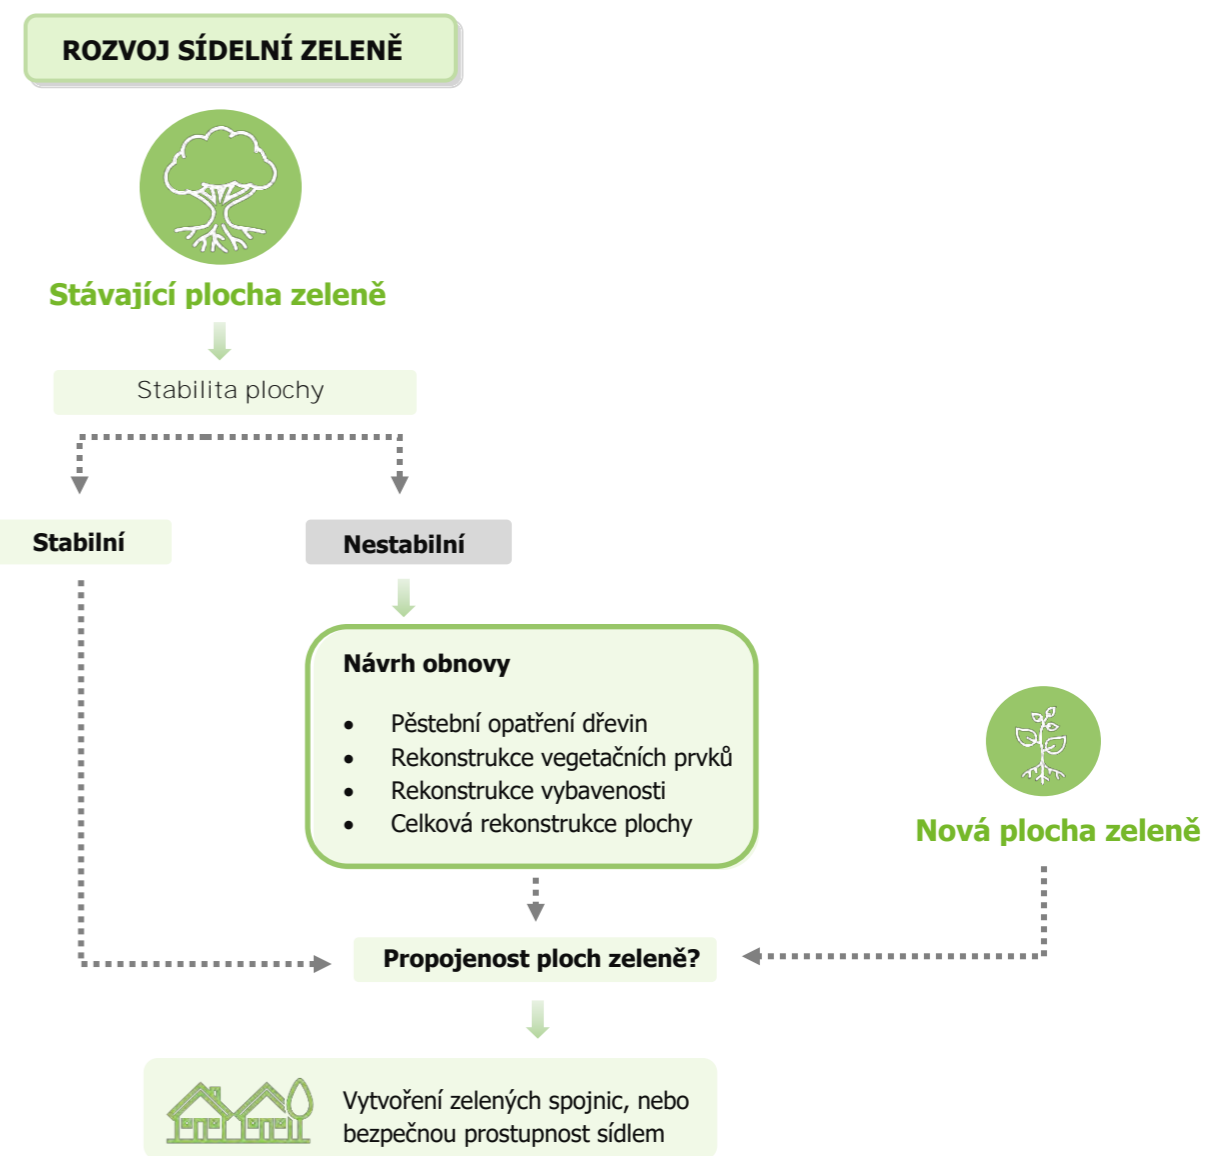 ROZVOJ SÍDELNÍ ZELENĚ
Stávající plocha zeleně
Stabilita plochy
Stabilní
Nestabilní
Návrh obnovy
• Pěstební opatření dřevin
• Rekonstrukce vegetačních prvků
• Rekonstrukce vybavenosti
• Celková rekonstrukce plochy
Nová plocha zeleně
Propojenost ploch zeleně?
Vytvoření zelených spojnic, nebo
bezpečnou prostupnost sídlem